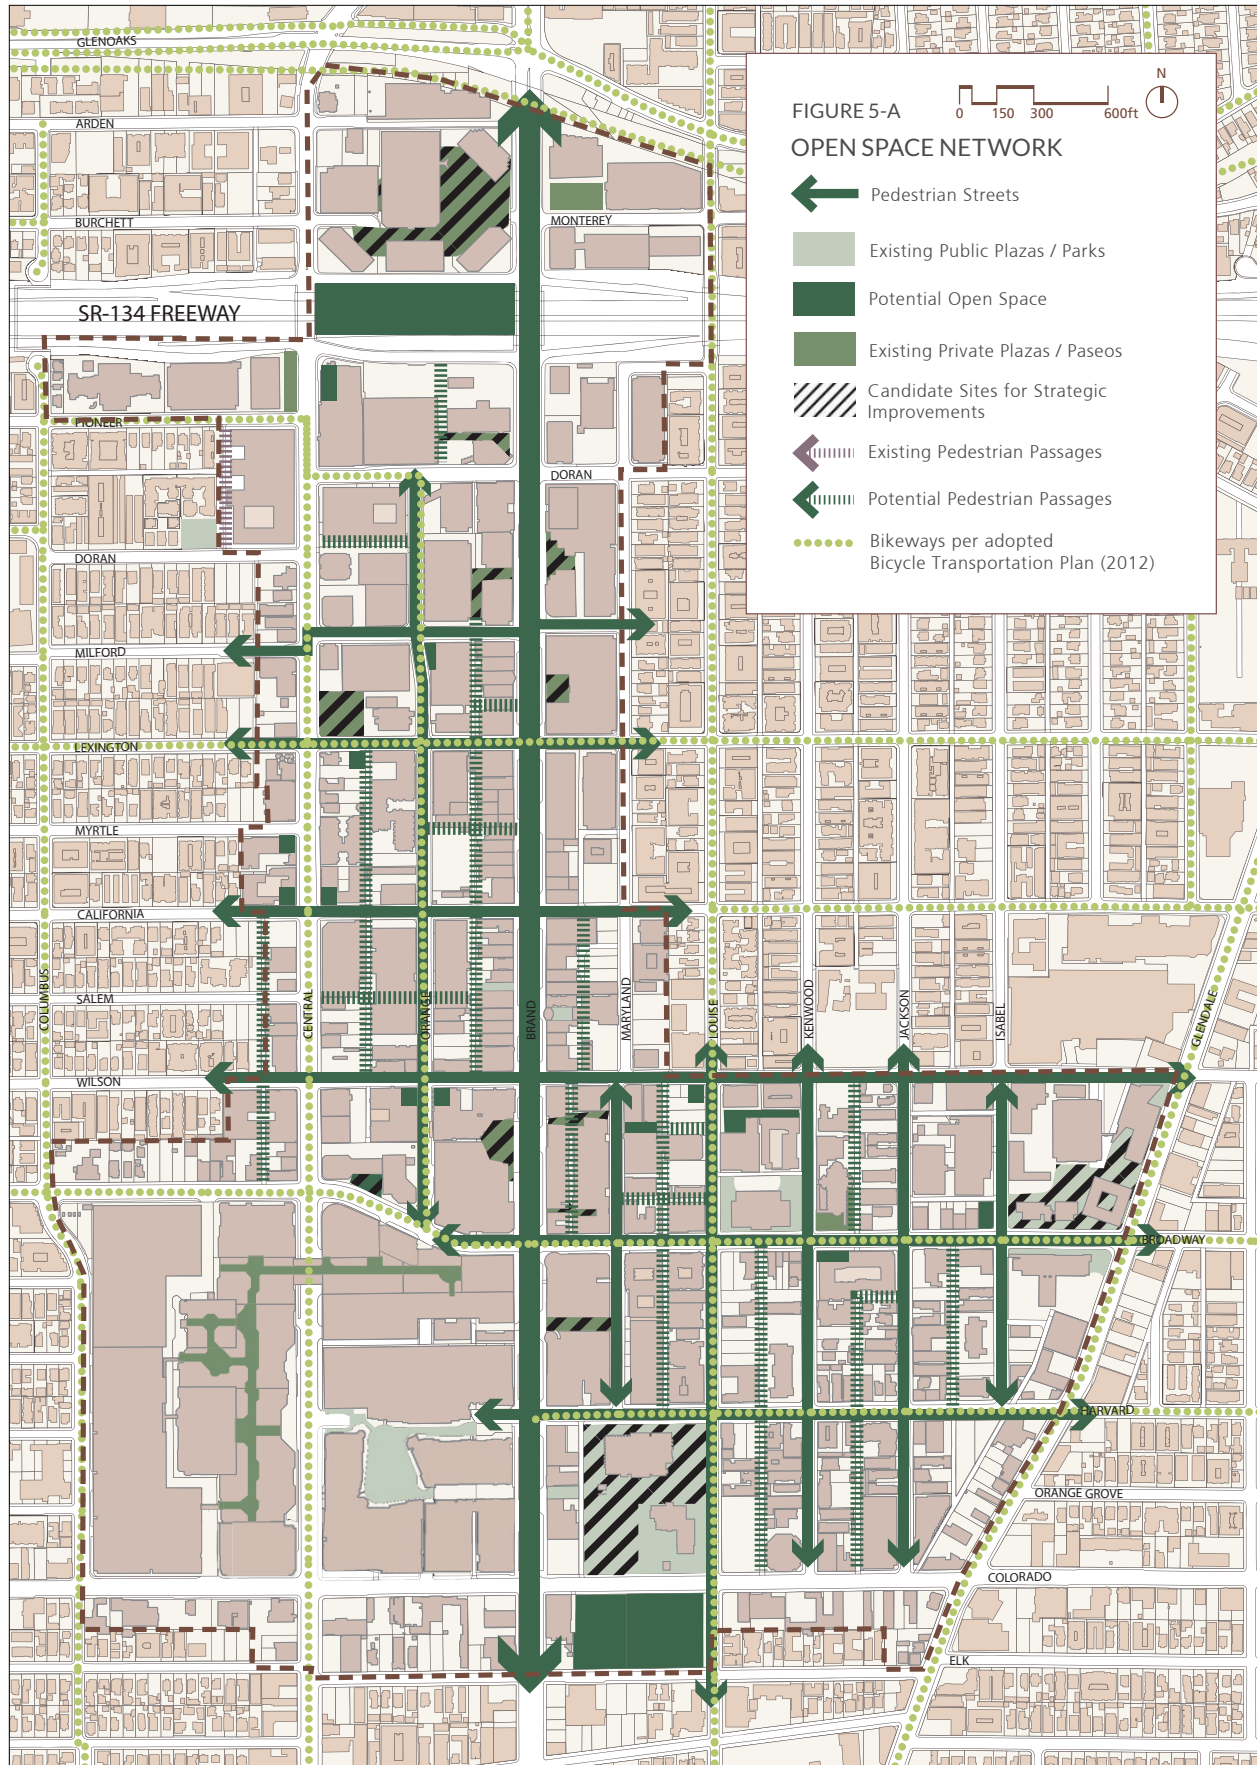 GLENOAKS
ARDEN
BURCHETT
MONTEREY
SR-134 FREEWAY
PIONEER
DORAN
DORAN
MILFORD
LEXINGTON
MYRTLE
CALIFORNIA
SALEM
WILSON
COLUMBUS
CENTRAL
ORANGE
BRAND
MARYLAND
LOUISE
KENWOOD
JACKSON
ISABEL
GLENDALE
BROADWAY
HARVARD
ORANGE GROVE
COLORADO
ELK
FIGURE 5-A
0 150 300 600ft
N
OPEN SPACE NETWORK
Pedestrian Streets
Existing Public Plazas / Parks
Potential Open Space
Existing Private Plazas / Paseos
Candidate Sites for Strategic
Improvements
Existing Pedestrian Passages
Potential Pedestrian Passages
Bikeways per adopted
Bicycle Transportation Plan (2012)